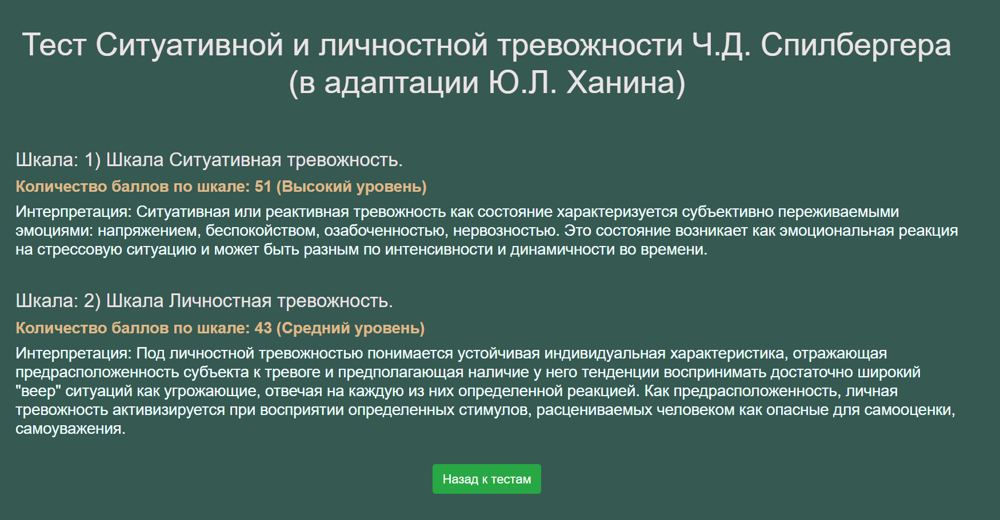 Тест Ситуативной и личностной тревожности Ч.Д. Спилбергера
(в адаптации Ю.Л. Ханина)
Шкала: 1) Шкала Ситуативная тревожность.
Количество баллов по шкале: 51 (Высокий уровень)
Интерпретация: Ситуативная или реактивная тревожность как состояние характеризуется субъективно переживаемыми
эмоциями: напряжением, беспокойством, озабоченностью, нервозностью. Это состояние возникает как эмоциональная реакция
на стрессовую ситуацию и может быть разным по интенсивности и динамичности во времени.
Шкала: 2) Шкала Личностная тревожность.
Количество баллов по шкале: 43 (Средний уровень)
Интерпретация: Под личностной тревожностью понимается устойчивая индивидуальная характеристика, отражающая
предрасположенность субъекта к тревоге и предполагающая наличие у него тенденции воспринимать достаточно широкий
"веер" ситуаций как угрожающие, отвечая на каждую из них определенной реакцией. Как предрасположенность, личная
тревожность активизируется при восприятии определенных стимулов, расцениваемых человеком как опасные для самооценки,
самоуважения.
Назад к тестам